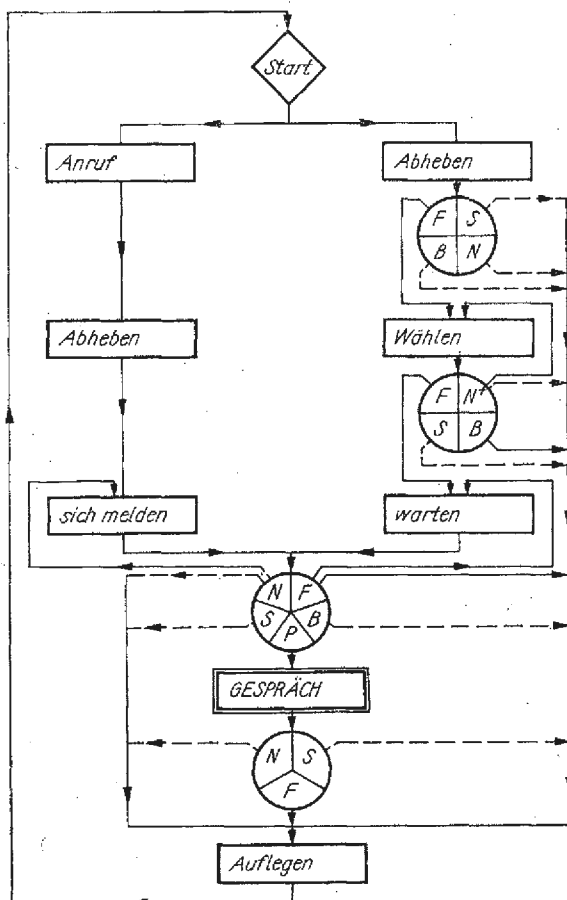 Start
Anruf
Abheben
F S
B N
Abheben
Wählen
F N+
S B
sich melden
warten
N F
S P B
GESPRÄCH
N S
F
Auflegen